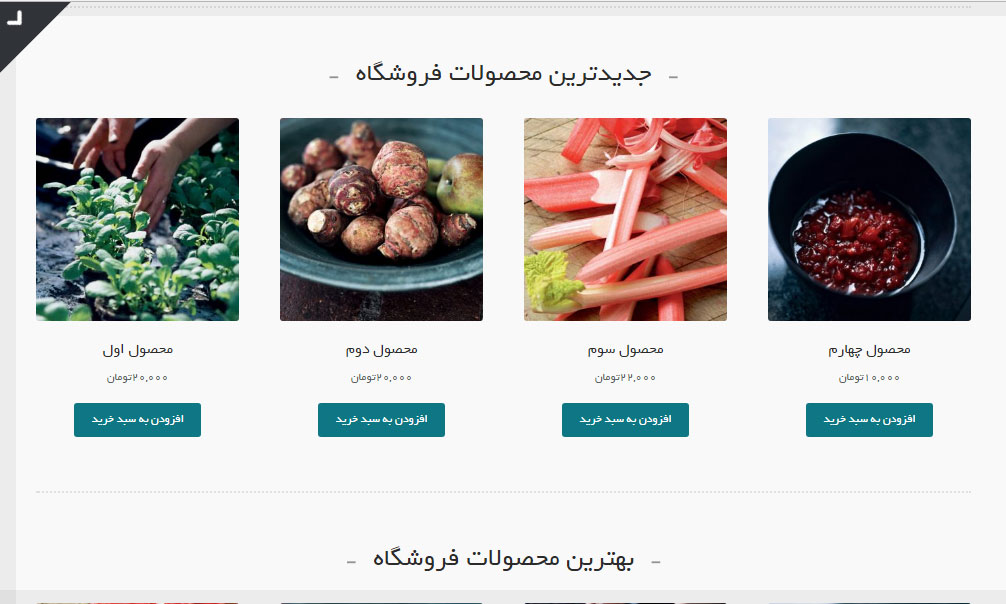 – جدیدترین محصولات فروشگاه –
محصول چهارم
۱۰,۰۰۰تومان
افزودن به سبد خرید
محصول سوم
۲۲,۰۰۰تومان
افزودن به سبد خرید
محصول دوم
۲۰,۰۰۰تومان
افزودن به سبد خرید
محصول اول
۲۰,۰۰۰تومان
افزودن به سبد خرید
– بهترین محصولات فروشگاه –